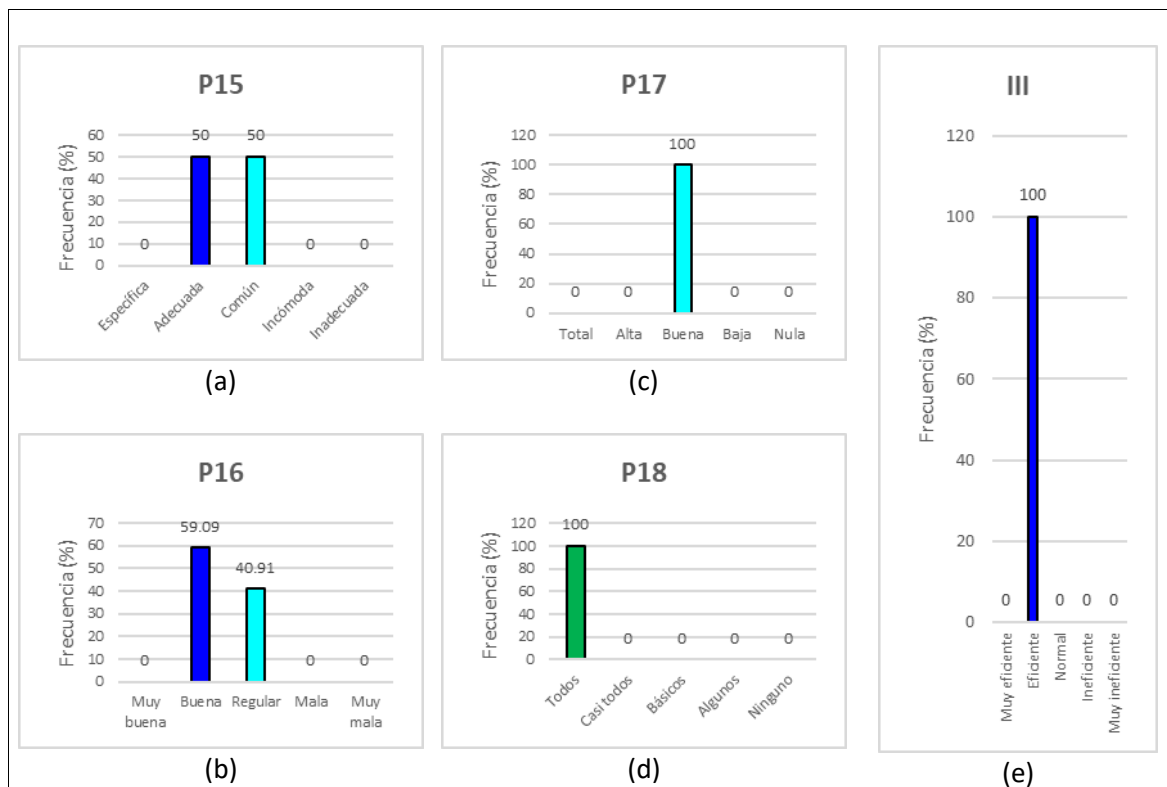 P15
Frecuencia (%)
60
50
40
30
20
10
0
0
50
50
0
0
Específica
Adecuada
Común
Incómoda
Inadecuada
(a)
P17
Frecuencia (%)
120
100
80
60
40
20
0
0
0
100
0
0
Total
Alta
Buena
Baja
Nula
(c)
III
Frecuencia (%)
120
100
80
60
40
20
0
0
100
0
0
0
Muy eficiente
Eficiente
Normal
Ineficiente
Muy ineficiente
(e)
P16
Frecuencia (%)
70
60
50
40
30
20
10
0
0
59.09
40.91
0
0
Muy buena
Buena
Regular
Mala
Muy mala
(b)
P18
Frecuencia (%)
120
100
80
60
40
20
0
100
0
0
0
0
Todos
Casi todos
Básicos
Algunos
Ninguno
(d)